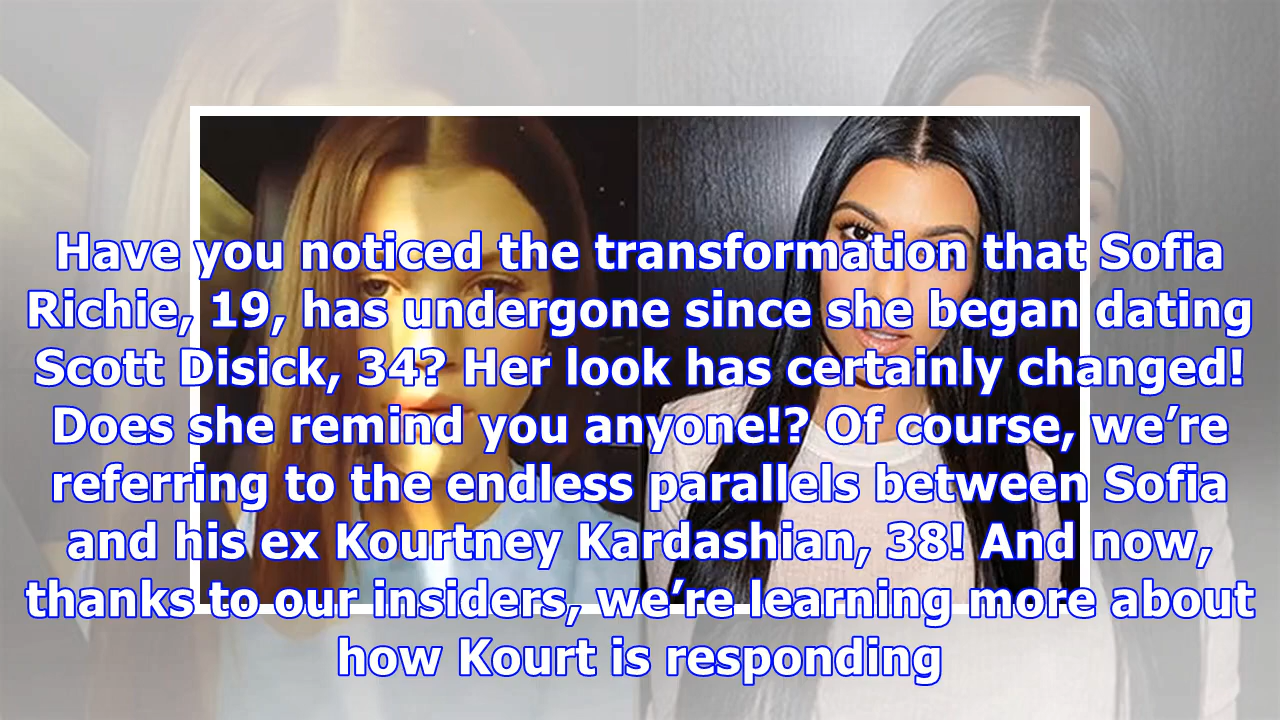 Have you noticed the transformation that Sofia
Richie, 19, has undergone since she began dating
Scott Disick, 34? Her look has certainly changed!
Does she remind you anyone!? Of course, we’re
referring to the endless parallels between Sofia
and his ex Kourtney Kardashian, 38! And now,
thanks to our insiders, we’re learning more about
how Kourt is responding